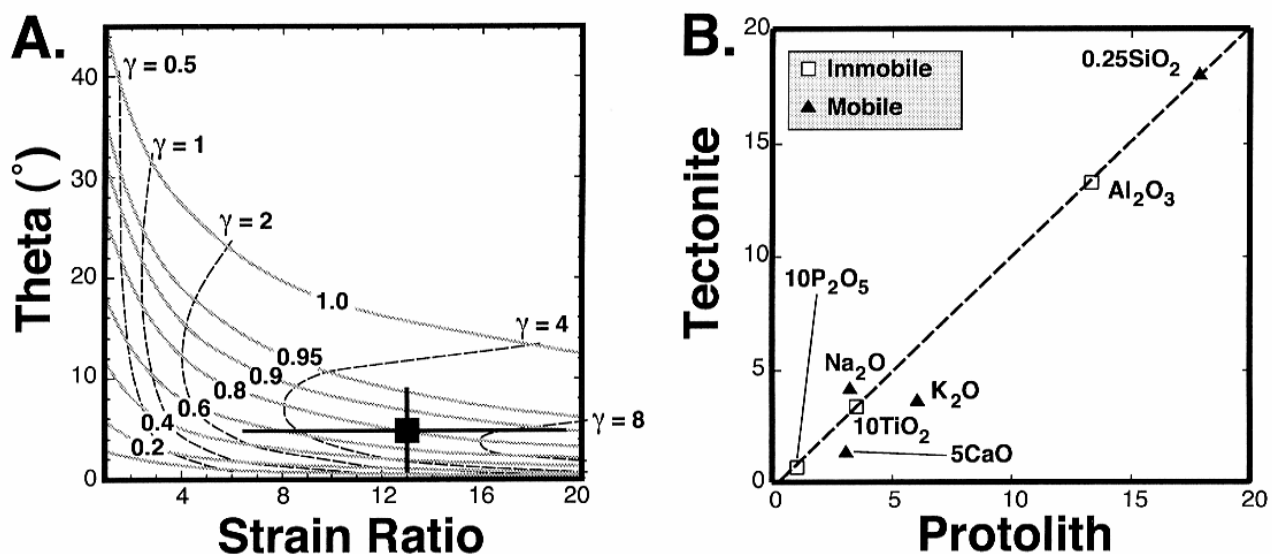 A.
γ = 0.5
γ = 1
γ = 2
1.0
γ = 4
0.95
0.9
0.8
0.6
0.4
0.2
γ = 8
40
30
20
10
0
Theta (°)
4
8
12
16
20
Strain Ratio
B.
Immobile
Mobile
0.25SiO₂
Al₂O₃
10P₂O₅
Na₂O
K₂O
10TiO₂
5CaO
20
15
10
5
0
Tectonite
0
5
10
15
20
Protolith